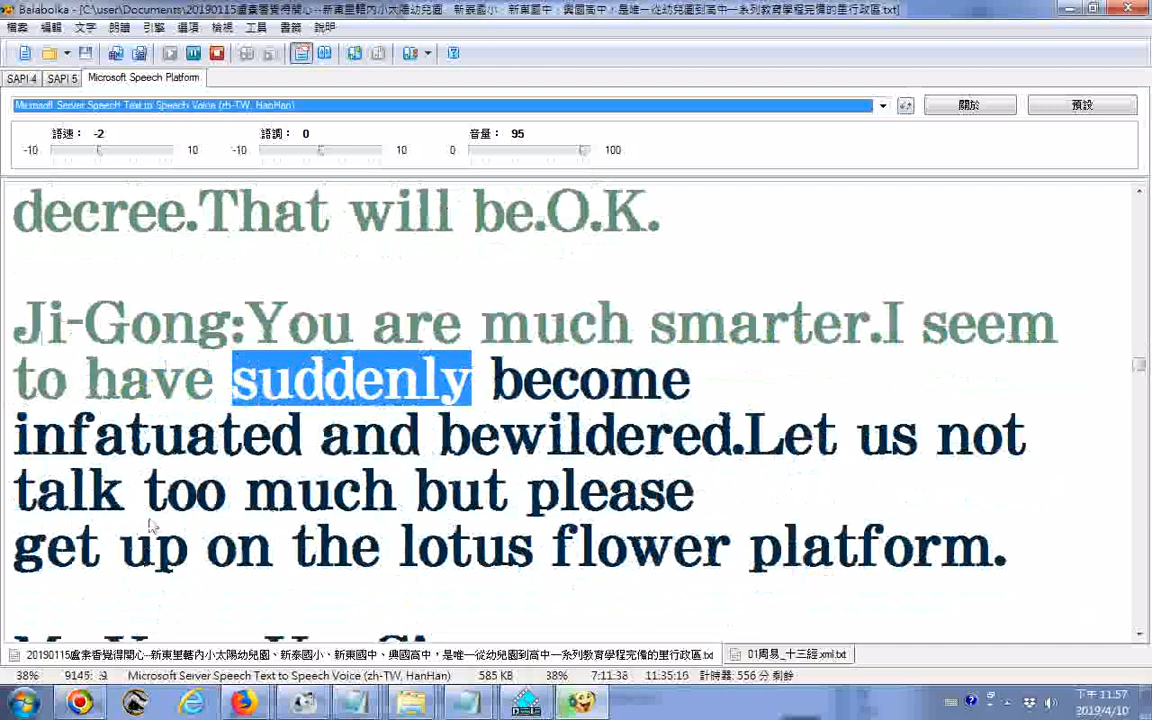 Balabolka - [C:\user\Documents\20190115盧素香覺得開心--新東里轄內小太陽幼兒園、新泰國小、新東國中、興國高中，是唯一從幼兒園到高中一系列教育學程完備的里行政區.txt]
檔案 編輯 文字 朗讀 引擎 選項 檢視 工具 書籤 說明
SAPI 4 SAPI 5 Microsoft Speech Platform
Microsoft Server Speech Text to Speech Voice (zh-TW, HanHan)
關於 預設
語速： -2 語調： 0 音量： 95
-10 10 -10 10 0 100
decree.That will be.O.K.
Ji-Gong:You are much smarter.I seem
to have suddenly become
infatuated and bewildered.Let us not
talk too much but please
get up on the lotus flower platform.
20190115盧素香覺得開心--新東里轄內小太陽幼兒園、新泰國小、新東國中、興國高中，是唯一從幼兒園到高中一系列教育學程完備的里行政區.txt 01周易_十三經.xml.txt
38% 9145: Microsoft Server Speech Text to Speech Voice (zh-TW, HanHan) 585 KB 38% 7:11:38 11:35:16 計時器: 556 分 剩餘
下午 11:57
2019/4/10